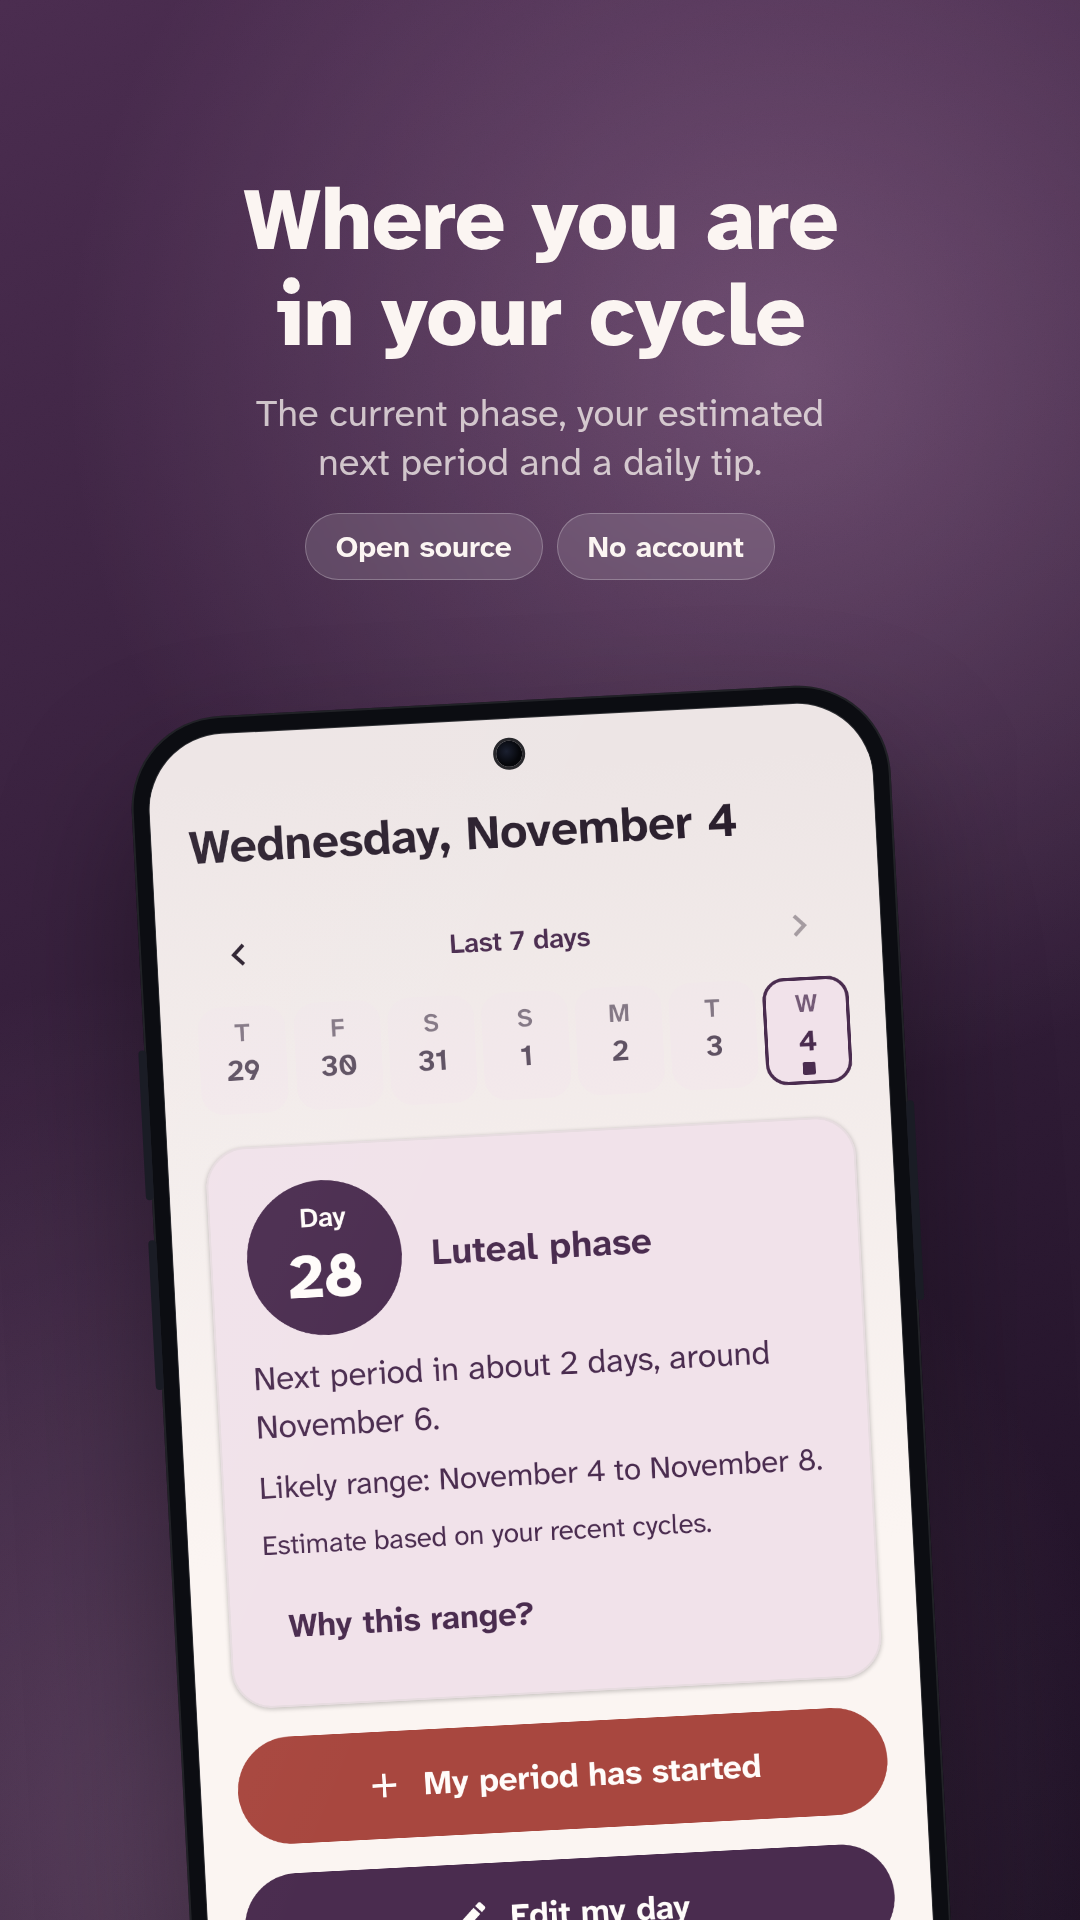 Where you are
in your cycle
The current phase, your estimated
next period and a daily tip.
Open source
No account
Wednesday, November 4
Last 7 days
T F S S M T W
29 30 31 1 2 3 4
Day
28
Luteal phase
Next period in about 2 days, around
November 6.
Likely range: November 4 to November 8.
Estimate based on your recent cycles.
Why this range?
My period has started
Edit my day